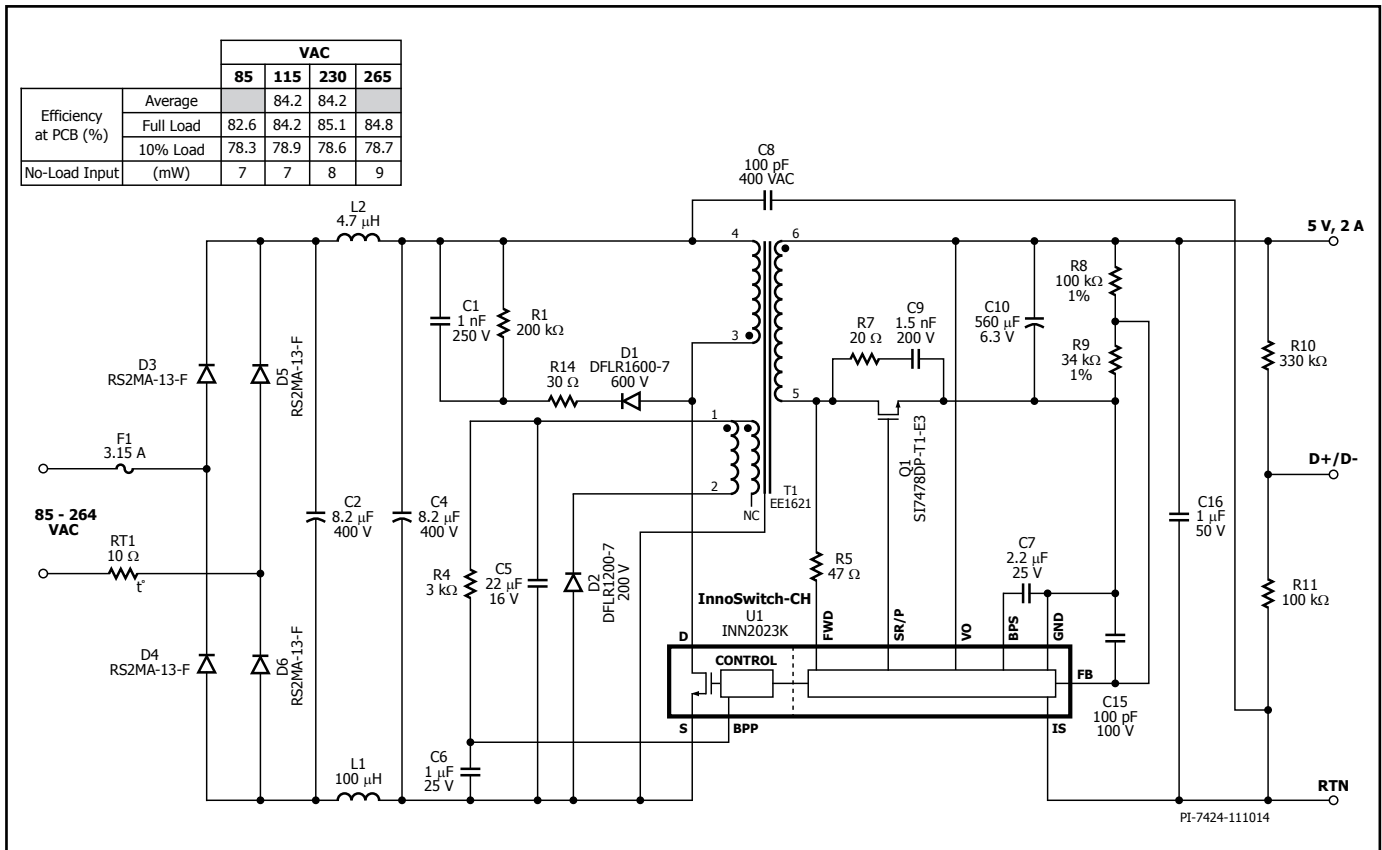 VAC
85 115 230 265
Efficiency
at PCB (%)
Average 84.2 84.2
Full Load 82.6 84.2 85.1 84.8
10% Load 78.3 78.9 78.6 78.7
No-Load Input (mW) 7 7 8 9
C8
100 pF
400 VAC
L2
4.7 μH
4
6
5 V, 2 A
C1
1 nF
250 V
R1
200 kΩ
3
R8
100 kΩ
1%
C10
560 μF
6.3 V
R7
20 Ω
C9
1.5 nF
200 V
R9
34 kΩ
1%
R10
330 kΩ
D3
RS2MA-13-F
D5
RS2MA-13-F
R14
30 Ω
D1
DFLR1600-7
600 V
5
1
2
NC
T1
EE1621
Q1
SI7478DP-T1-E3
F1
3.15 A
D+/D-
85 - 264
VAC
C2
8.2 μF
400 V
C4
8.2 μF
400 V
C16
1 μF
50 V
RT1
10 Ω
t°
R4
3 kΩ
C5
22 μF
16 V
D2
DFLR1200-7
200 V
R5
47 Ω
C7
2.2 μF
25 V
R11
100 kΩ
InnoSwitch-CH
U1
INN2023K
D
FWD
SR/P
VO
BPS
GND
D4
RS2MA-13-F
D6
RS2MA-13-F
CONTROL
FB
C15
100 pF
100 V
S
BPP
IS
C6
1 μF
25 V
L1
100 μH
RTN
PI-7424-111014